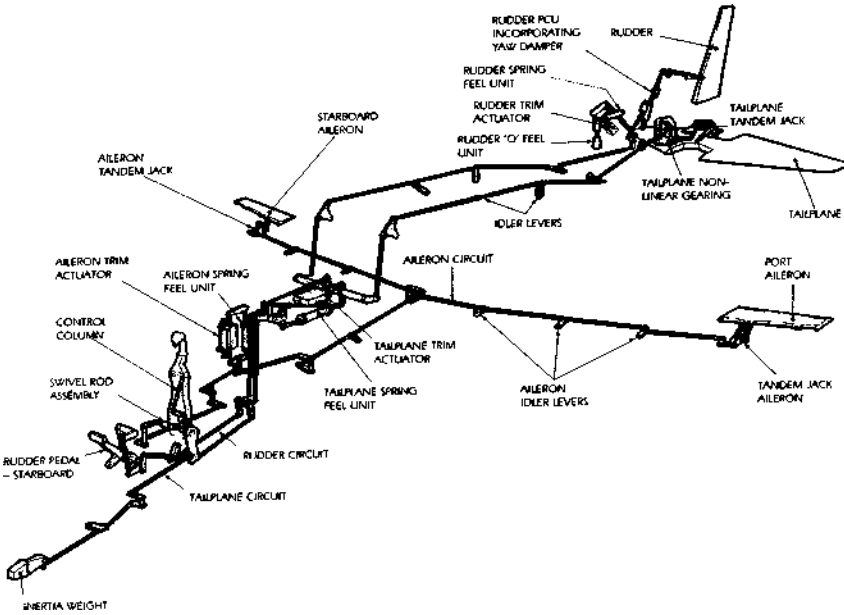 RUDDER PCU
INCORPORATING
YAW DAMPER
RUDDER
RUDDER SPRING
FEEL UNIT
RUDDER TRIM
ACTUATOR
RUDDER 'Q' FEEL
UNIT
TAILPLANE
TANDEM JACK
TAILPLANE NON-
LINEAR GEARING
TAILPLANE
STARBOARD
AILERON
AILERON
TANDEM JACK
IDLER LEVERS
AILERON TRIM
ACTUATOR
AILERON SPRING
FEEL UNIT
AILERON CIRCUIT
PORT
AILERON
CONTROL
COLUMN
TAILPLANE TRIM
ACTUATOR
SWIVEL ROD
ASSEMBLY
TAILPLANE SPRING
FEEL UNIT
AILERON
IDLER LEVERS
TANDEM JACK
AILERON
RUDDER PEDAL
– STARBOARD
RUDDER CIRCUIT
TAILPLANE CIRCUIT
INERTIA WEIGHT